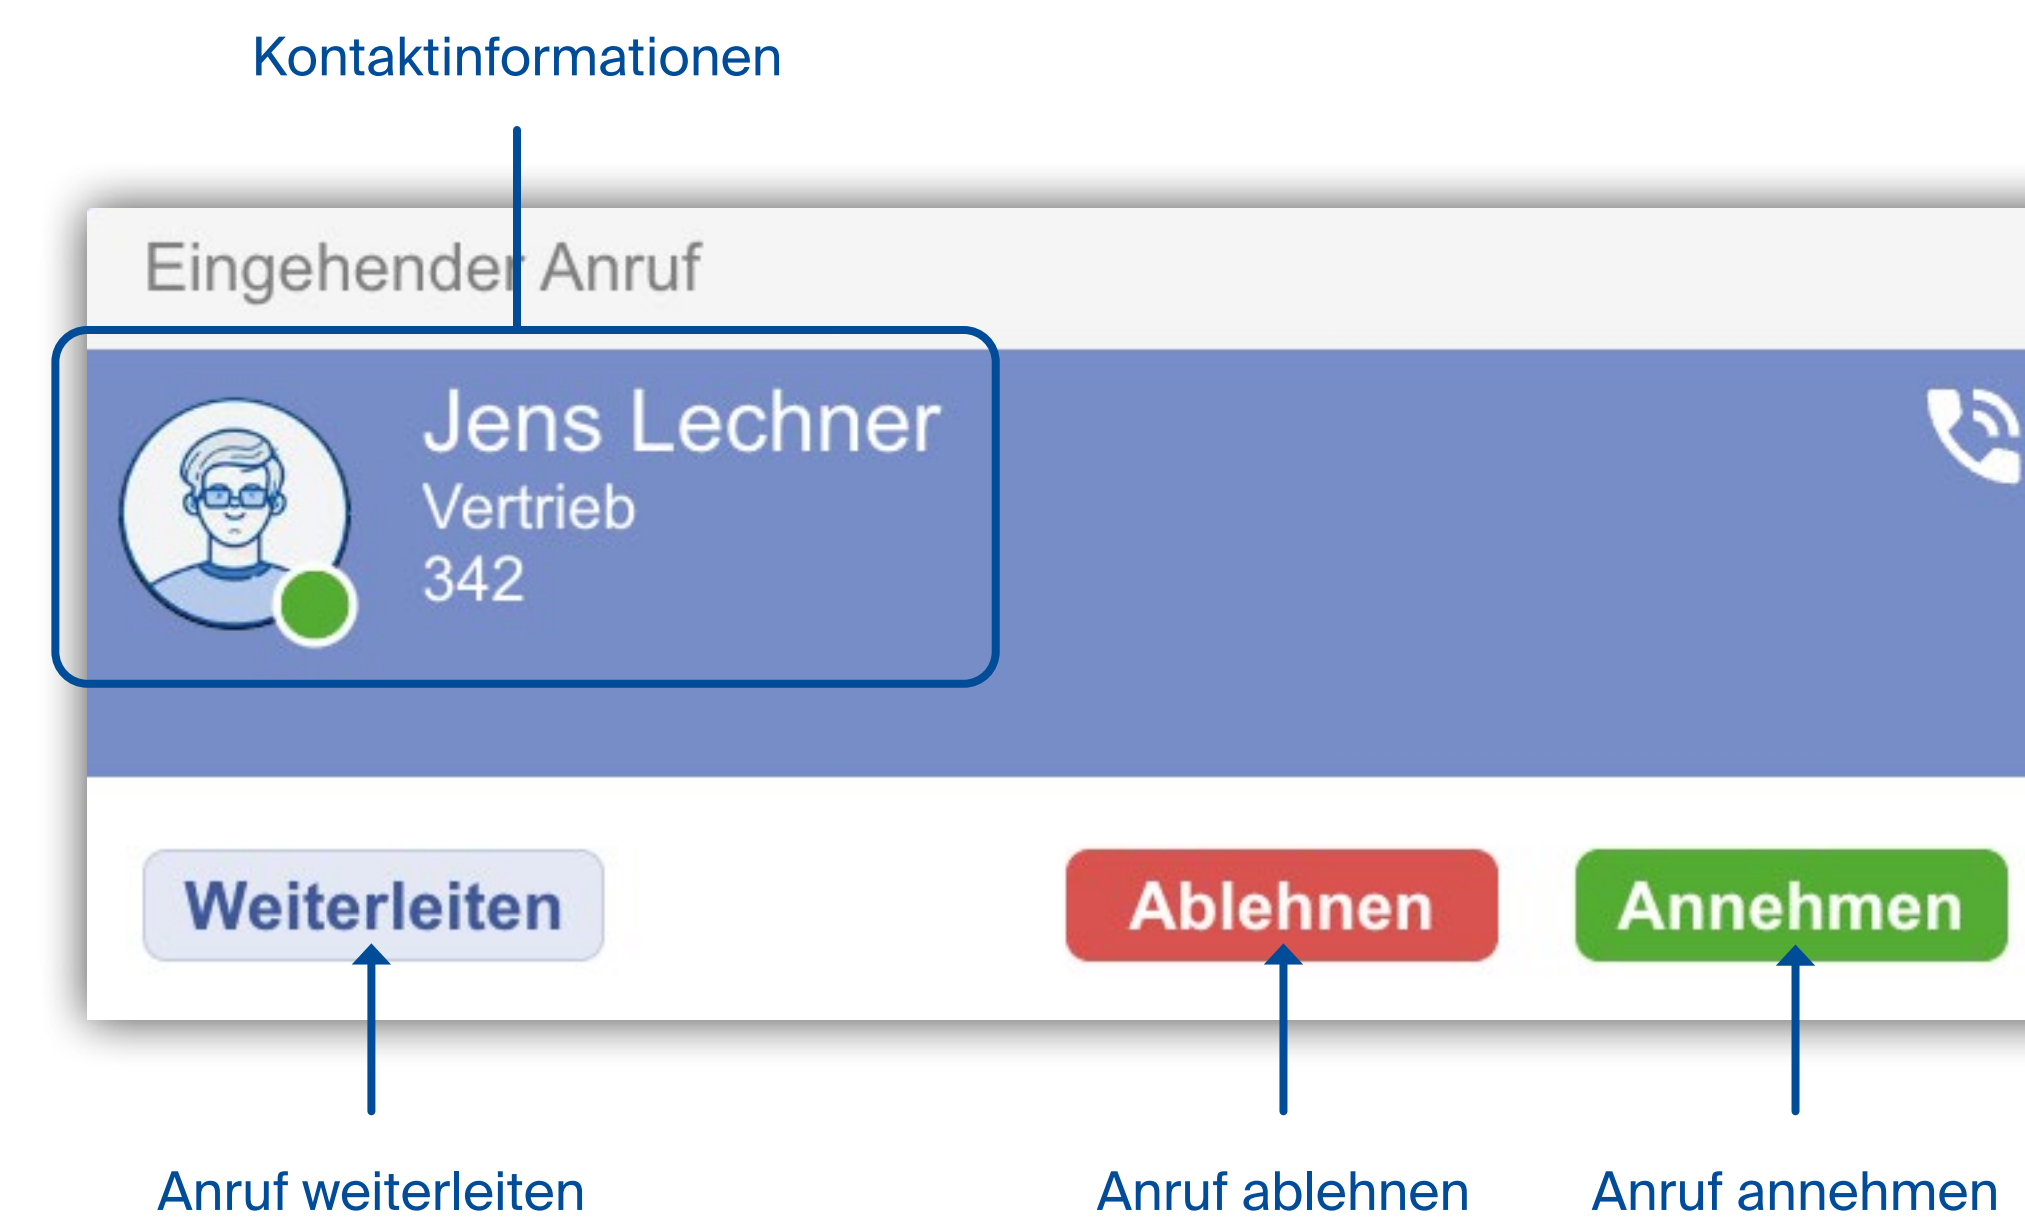 Kontaktinformationen
Eingehender Anruf
Jens Lechner
Vertrieb
342
Weiterleiten
Ablehnen
Annehmen
Anruf weiterleiten
Anruf ablehnen
Anruf annehmen